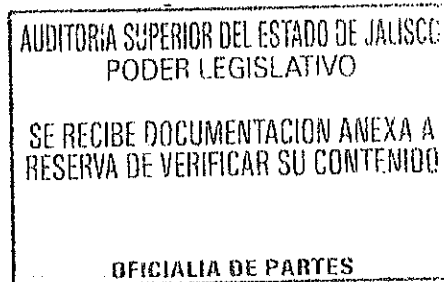 AUDITORIA SUPERIOR DEL ESTADO DE JALISCO
PODER LEGISLATIVO
SE RECIBE DOCUMENTACION ANEXA A
RESERVA DE VERIFICAR SU CONTENIDO
OFICIALIA DE PARTES